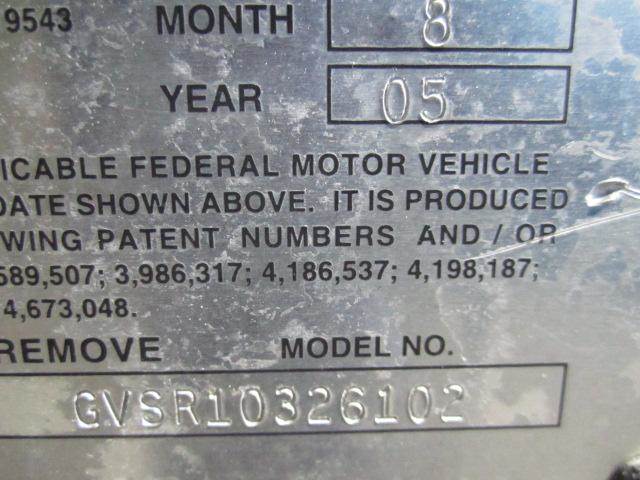 9543 MONTH 8
YEAR 05
ICABLE FEDERAL MOTOR VEHICLE
DATE SHOWN ABOVE. IT IS PRODUCED
WING PATENT NUMBERS AND / OR
589,507; 3,986,317; 4,186,537; 4,198,187;
4,673,048.
REMOVE MODEL NO.
GVSR10326102